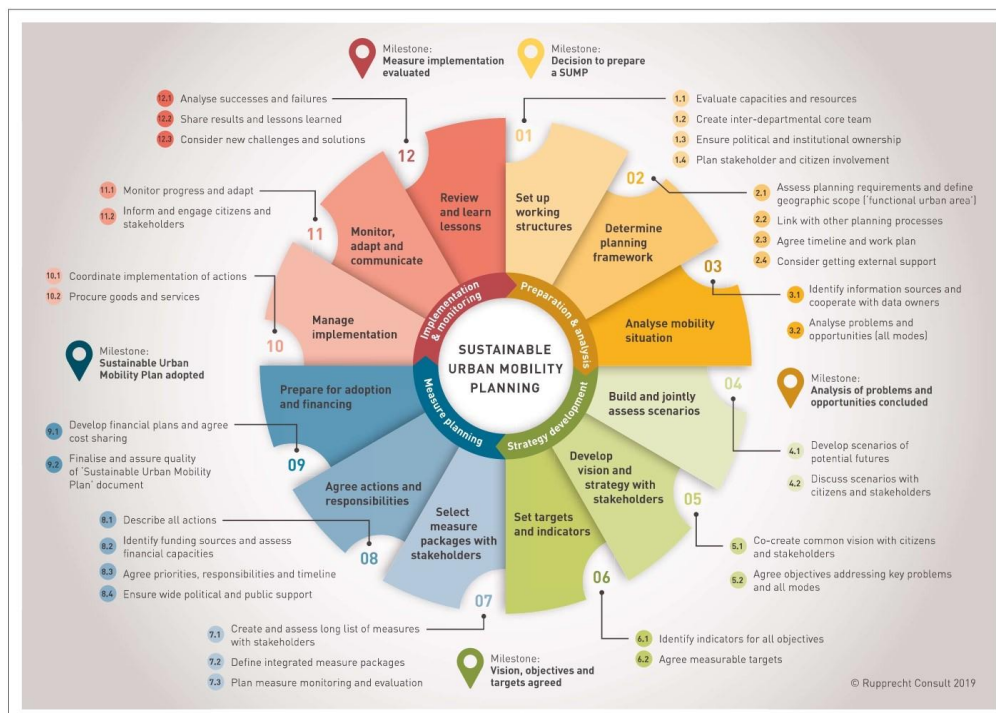 Milestone:
Measure implementation
evaluated
Milestone:
Decision to prepare
a SUMP
12.1 Analyse successes and failures
12.2 Share results and lessons learned
12.3 Consider new challenges and solutions
1.1 Evaluate capacities and resources
1.2 Create inter-departmental core team
1.3 Ensure political and institutional ownership
1.4 Plan stakeholder and citizen involvement
11.1 Monitor progress and adapt
11.2 Inform and engage citizens and
stakeholders
2.1 Assess planning requirements and define
geographic scope ('functional urban area')
2.2 Link with other planning processes
2.3 Agree timeline and work plan
2.4 Consider getting external support
10.1 Coordinate implementation of actions
10.2 Procure goods and services
3.1 Identify information sources and
cooperate with data owners
3.2 Analyse problems and
opportunities (all modes)
Milestone:
Sustainable Urban
Mobility Plan adopted
Milestone:
Analysis of problems and
opportunities concluded
01
Set up
working
structures
02
Determine
planning
framework
03
Analyse mobility
situation
04
Build and jointly
assess scenarios
05
Develop
vision and
strategy with
stakeholders
06
Set targets
and indicators
07
Select
measure
packages with
stakeholders
08
Agree actions and
responsibilities
09
Prepare for adoption
and financing
10
Manage
implementation
11
Monitor,
adapt and
communicate
12
Review
and learn
lessons
Preparation & analysis
Strategy development
Measure planning
Implementation
& monitoring
SUSTAINABLE
URBAN MOBILITY
PLANNING
9.1 Develop financial plans and agree
cost sharing
9.2 Finalise and assure quality
of 'Sustainable Urban Mobility
Plan' document
4.1 Develop scenarios of
potential futures
4.2 Discuss scenarios with
citizens and stakeholders
8.1 Describe all actions
8.2 Identify funding sources and assess
financial capacities
8.3 Agree priorities, responsibilities and timeline
8.4 Ensure wide political and public support
5.1 Co-create common vision with citizens
and stakeholders
5.2 Agree objectives addressing key problems
and all modes
7.1 Create and assess long list of measures
with stakeholders
7.2 Define integrated measure packages
7.3 Plan measure monitoring and evaluation
Milestone:
Vision, objectives and
targets agreed
6.1 Identify indicators for all objectives
6.2 Agree measurable targets
© Rupprecht Consult 2019